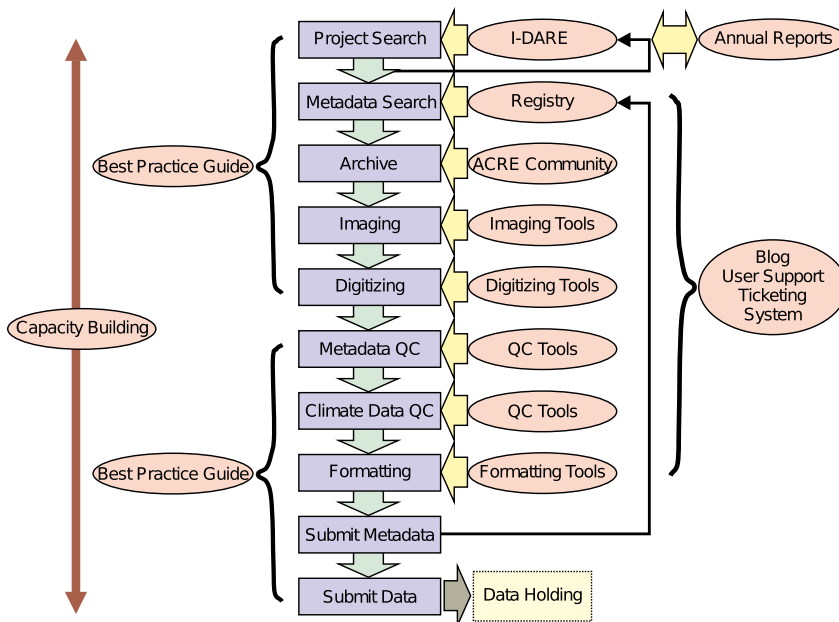 Project Search
I-DARE
Annual Reports
Metadata Search
Registry
Best Practice Guide
Archive
ACRE Community
Imaging
Imaging Tools
Blog
User Support
Ticketing
System
Digitizing
Digitizing Tools
Capacity Building
Metadata QC
QC Tools
Climate Data QC
QC Tools
Best Practice Guide
Formatting
Formatting Tools
Submit Metadata
Submit Data
Data Holding